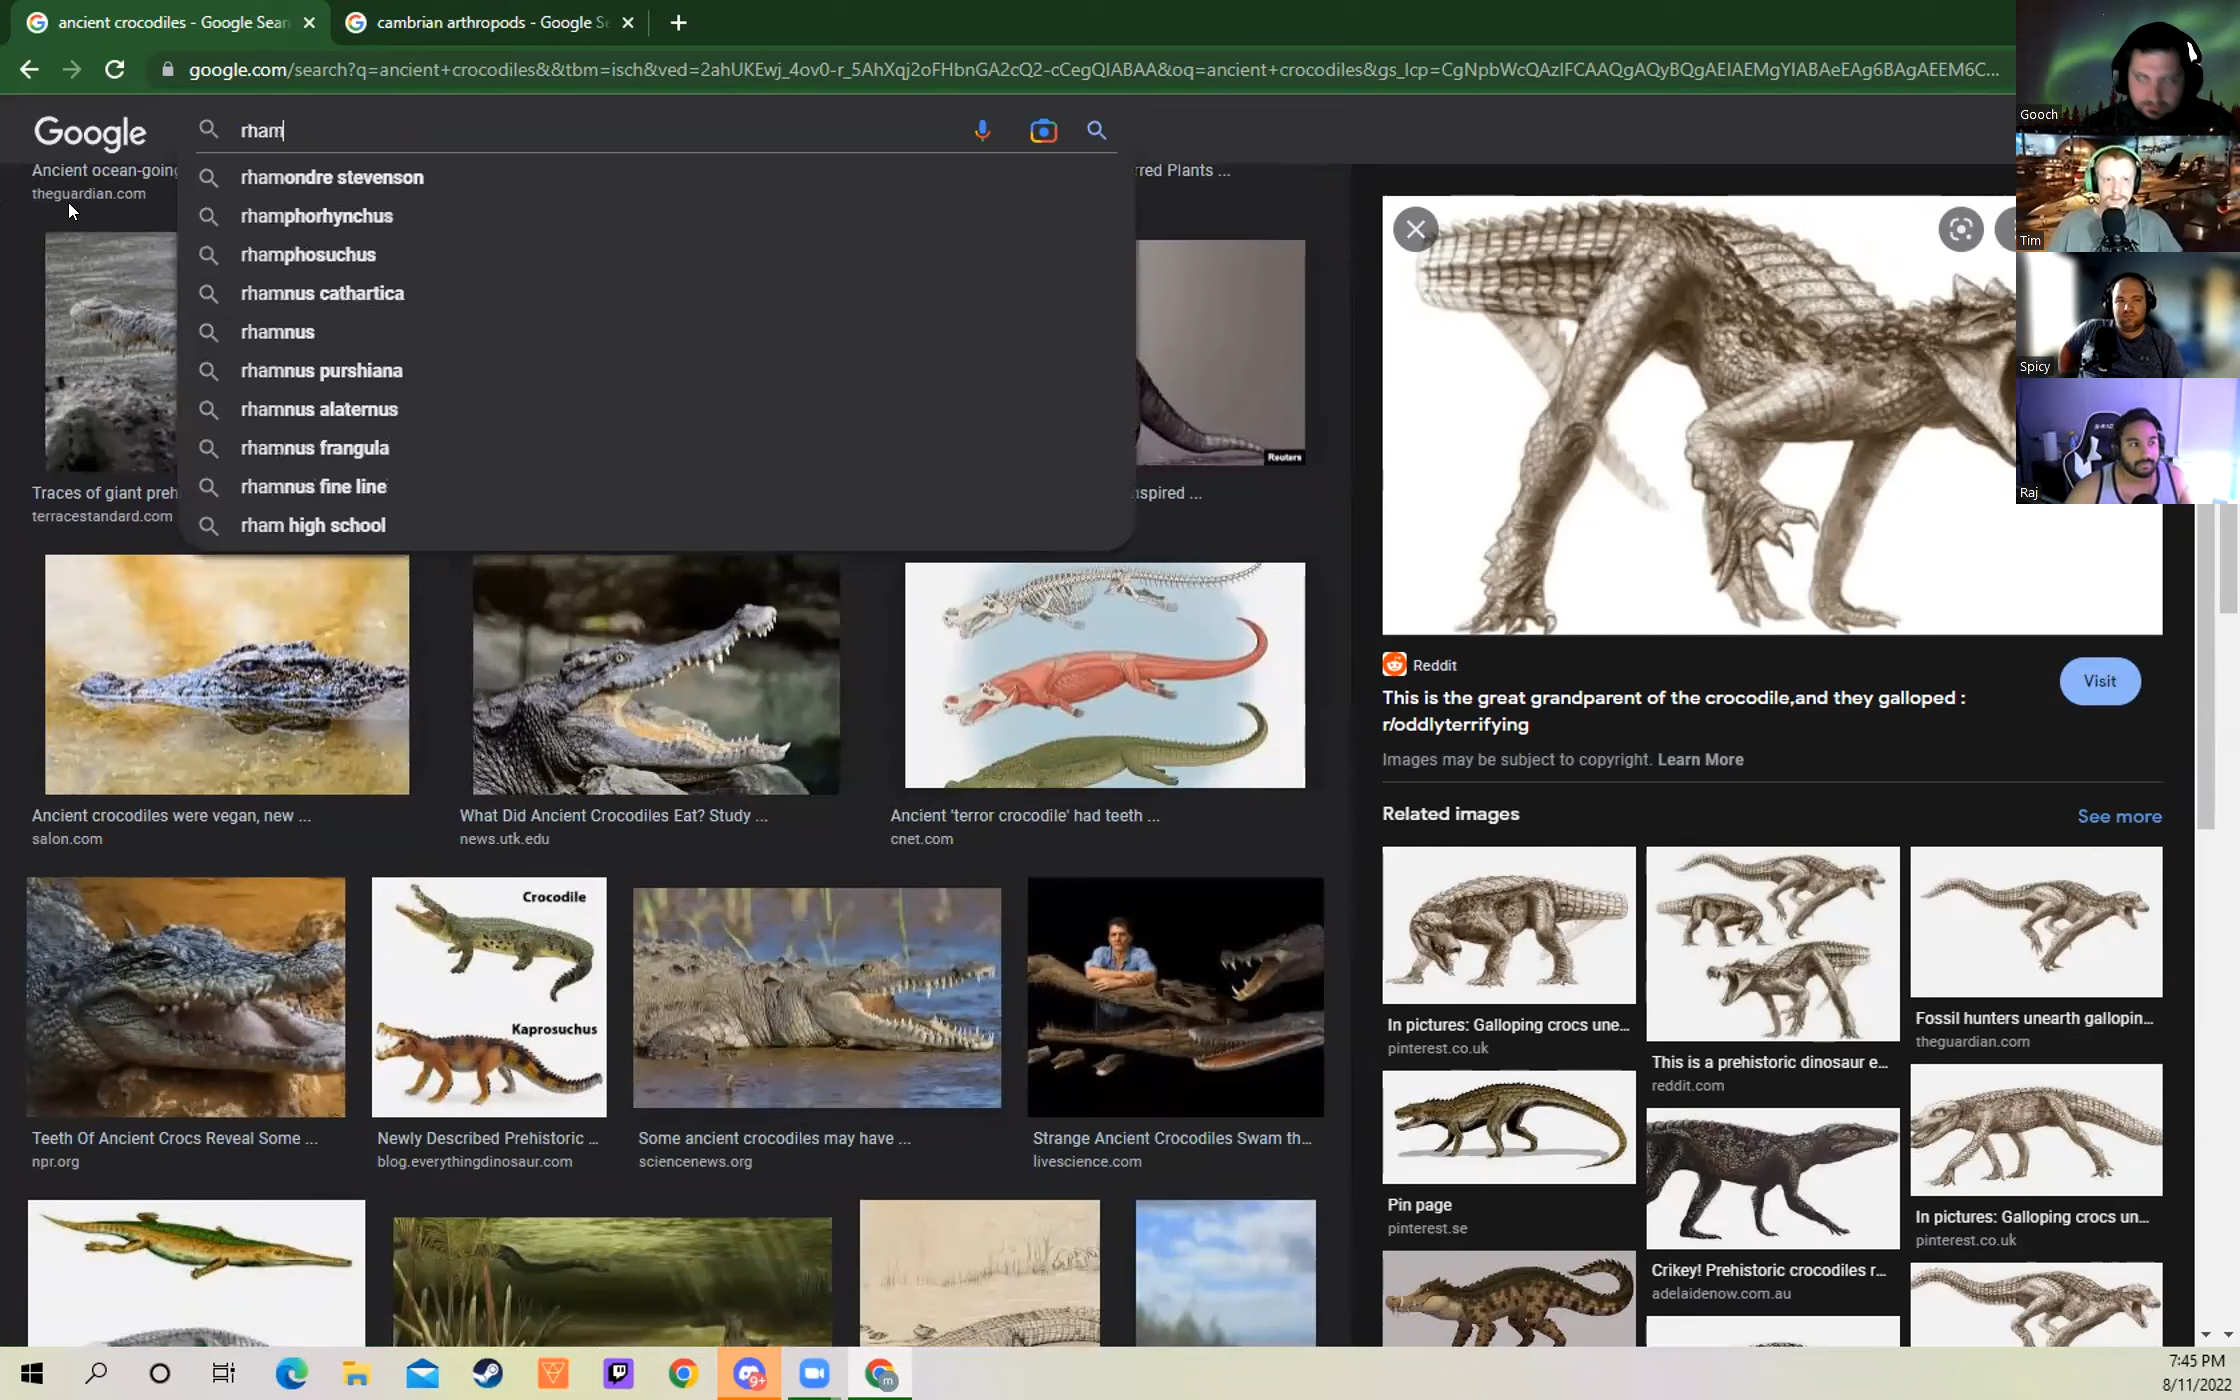 ancient crocodiles - Google Sear
cambrian arthropods - Google Se
google.com/search?q=ancient+crocodiles&&tbm=isch&ved=2ahUKEwj_4ov0-r_5AhXqj2oFHbnGA2cQ2-cCegQIABAA&oq=ancient+crocodiles&gs_lcp=CgNpbWcQAzIFCAAQgAQyBQgAEIAEMgYIABAeEAg6BAgAEEM6C...
Google
rham
rhamondre stevenson
rhamphorhynchus
rhamphosuchus
rhamnus cathartica
rhamnus
rhamnus purshiana
rhamnus alaternus
rhamnus frangula
rhamnus fine line
rham high school
Ancient ocean-going
theguardian.com
rred Plants ...
Traces of giant preh
terracestandard.com
Reuters
nspired ...
Ancient crocodiles were vegan, new ...
salon.com
What Did Ancient Crocodiles Eat? Study ...
news.utk.edu
Ancient 'terror crocodile' had teeth ...
cnet.com
Crocodile
Kaprosuchus
Teeth Of Ancient Crocs Reveal Some ...
npr.org
Newly Described Prehistoric ...
blog.everythingdinosaur.com
Some ancient crocodiles may have ...
sciencenews.org
Strange Ancient Crocodiles Swam th...
livescience.com
Reddit
This is the great grandparent of the crocodile,and they galloped :
r/oddlyterrifying
Visit
Images may be subject to copyright. Learn More
Related images
See more
In pictures: Galloping crocs une...
pinterest.co.uk
This is a prehistoric dinosaur e...
reddit.com
Fossil hunters unearth gallopin...
theguardian.com
Pin page
pinterest.se
Crikey! Prehistoric crocodiles r...
adelaidenow.com.au
In pictures: Galloping crocs un...
pinterest.co.uk
Gooch
Tim
Spicy
Raj
9+
m
7:45 PM
8/11/2022